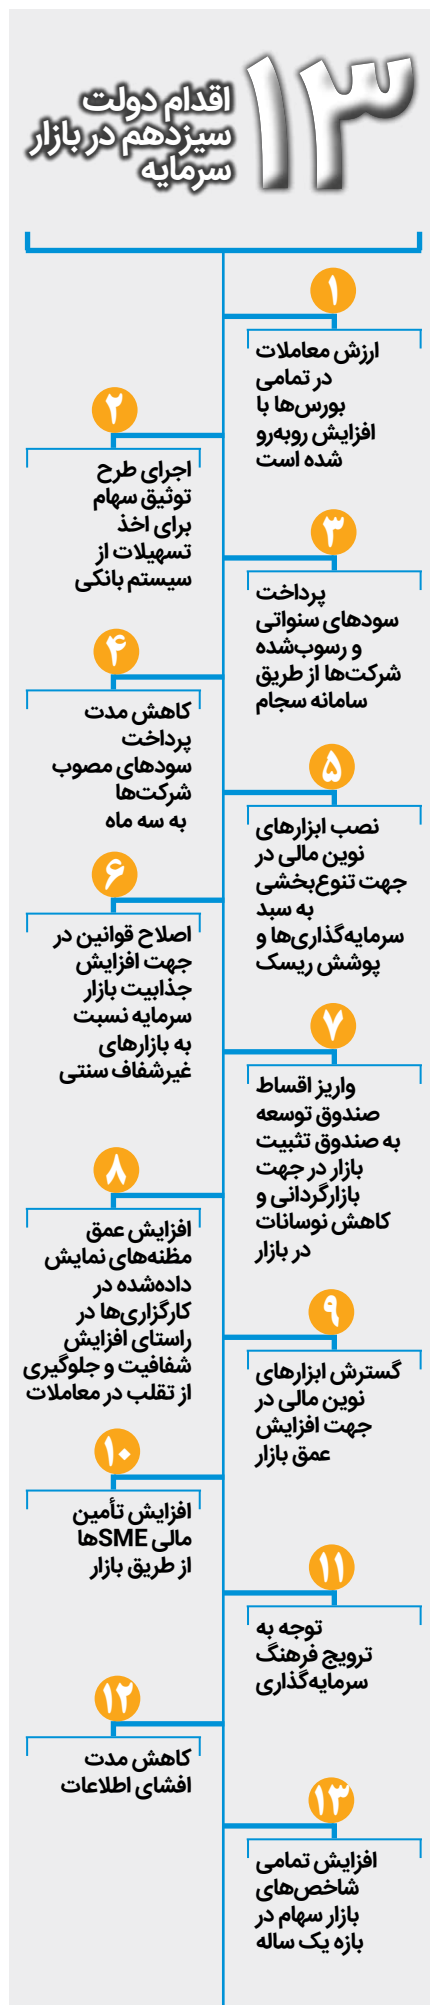 ۱۳
اقدام دولت
سیزدهم در بازار
سرمایه
۱
ارزش معاملات
در تمامی
بورس‌ها با
افزایش روبه‌رو
شده است
۲
اجرای طرح
توثیق سهام
برای اخذ
تسهیلات از
سیستم بانکی
۳
پرداخت
سودهای سنواتی
و رسوب‌شده
شرکت‌ها از طریق
سامانه سجام
۴
کاهش مدت
پرداخت
سودهای مصوب
شرکت‌ها
به سه ماه
۵
نصب ابزارهای
نوین مالی در
جهت تنوع‌بخشی
به سبد
سرمایه‌گذاری‌ها و
پوشش ریسک
۶
اصلاح قوانین در
جهت افزایش
جذابیت بازار
سرمایه نسبت
به بازارهای
غیرشفاف سنتی
۷
واریز اقساط
صندوق توسعه
به صندوق تثبیت
بازار در جهت
بازارگردانی و
کاهش نوسانات
در بازار
۸
افزایش عمق
مظنه‌های نمایش
داده‌شده در
کارگزاری‌ها در
راستای افزایش
شفافیت و جلوگیری
از تقلب در معاملات
۹
گسترش ابزارهای
نوین مالی در
جهت افزایش
عمق بازار
۱۰
افزایش تأمین
مالی SMEها
از طریق بازار
۱۱
توجه به
ترویج فرهنگ
سرمایه‌گذاری
۱۲
کاهش مدت
افشای اطلاعات
۱۳
افزایش تمامی
شاخص‌های
بازار سهام در
بازه یک ساله